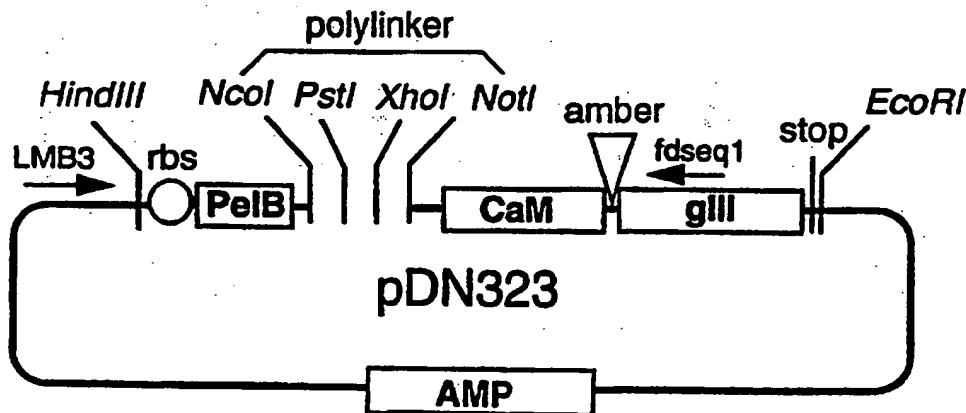 polylinker
HindIII NcoI PstI XhoI NotI EcoRI
amber stop
LMB3 rbs fdseq1
PelB CaM gIII
pDN323
AMP